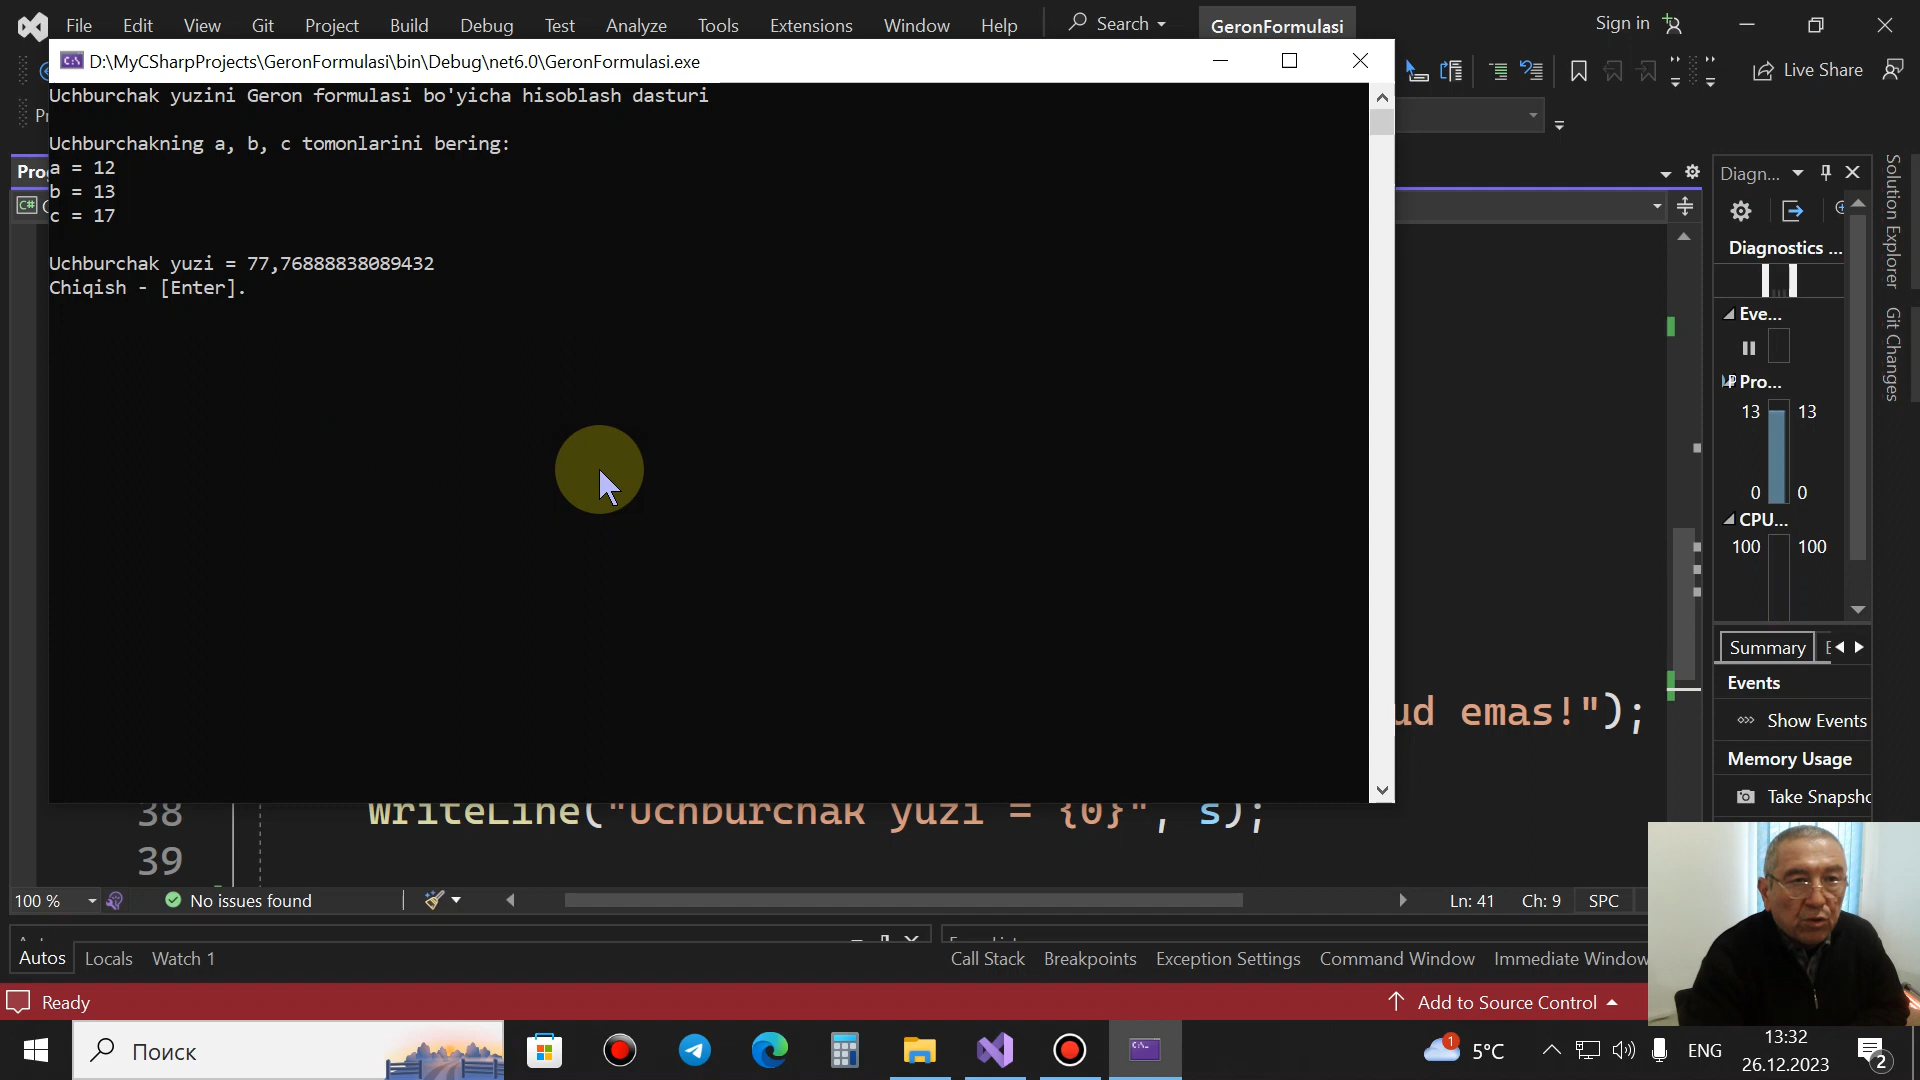 File Edit View Git Project Build Debug Test Analyze Tools Extensions Window Help Search GeronFormulasi Sign in
D:\MyCSharpProjects\GeronFormulasi\bin\Debug\net6.0\GeronFormulasi.exe
Live Share
Uchburchak yuzini Geron formulasi bo'yicha hisoblash dasturi
Uchburchakning a, b, c tomonlarini bering:
a = 12
b = 13
c = 17
Uchburchak yuzi = 77,76888838089432
Chiqish - [Enter].
Diagn...
Diagnostics ...
Eve...
Pro...
13 13
0 0
CPU...
100 100
Summary
Events
Show Events
Memory Usage
Take Snapsho
Solution Explorer
Git Changes
ud emas!");
38 WriteLine("Uchburchak yuzi = {0}", s);
39
100 % No issues found Ln: 41 Ch: 9 SPC
Autos Locals Watch 1 Call Stack Breakpoints Exception Settings Command Window Immediate Window
Ready Add to Source Control
Поиск 1 5°C ENG 13:32
26.12.2023 2